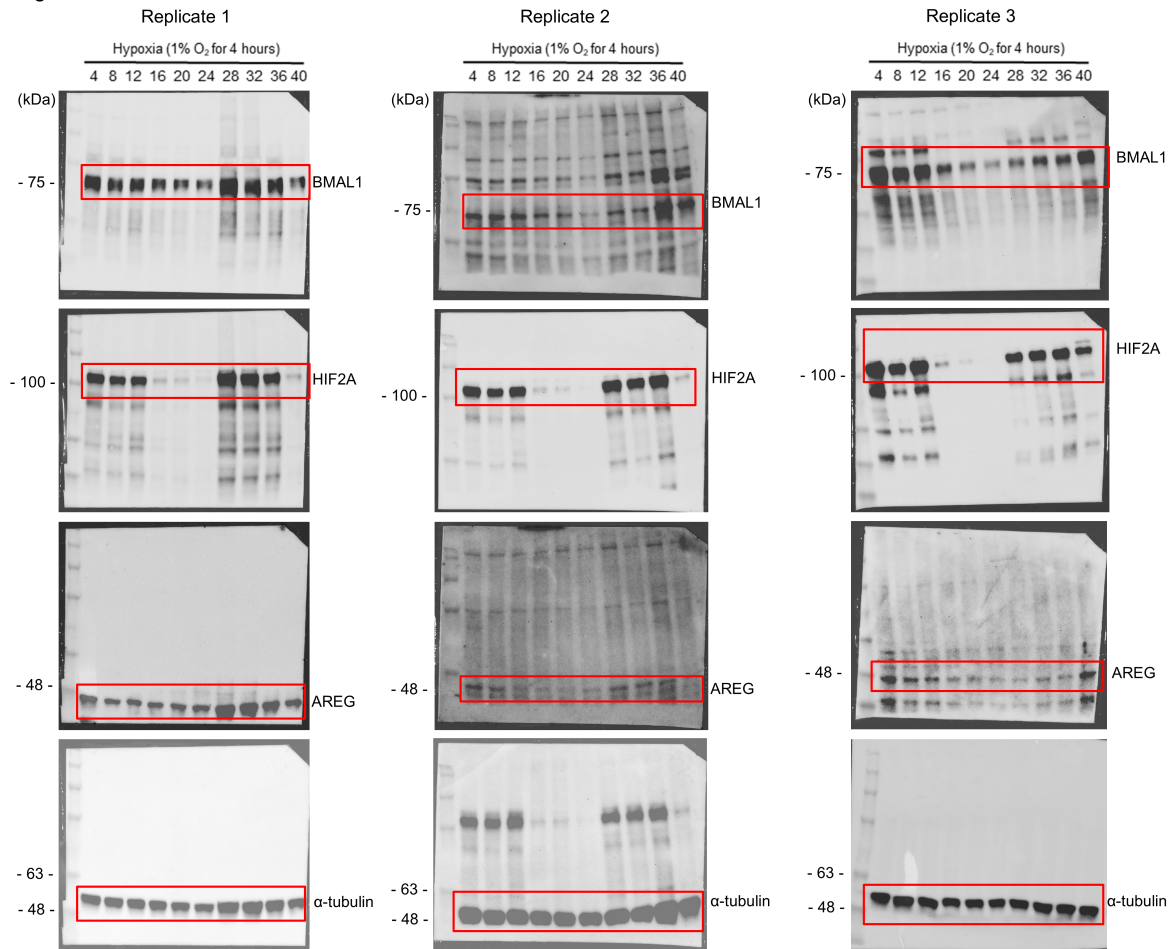 Replicate 1 Replicate 2 Replicate 3
Hypoxia (1% O₂ for 4 hours) Hypoxia (1% O₂ for 4 hours) Hypoxia (1% O₂ for 4 hours)
4 8 12 16 20 24 28 32 36 40 4 8 12 16 20 24 28 32 36 40 4 8 12 16 20 24 28 32 36 40
(kDa) (kDa) (kDa)
- 75 - BMAL1 75 - BMAL1 - 75 - BMAL1
- 100 - HIF2A - 100 - HIF2A - 100 - HIF2A
- 48 - AREG - 48 - AREG - 48 - AREG
- 63 - - 63 - - 63 -
- 48 - α-tubulin - 48 - α-tubulin - 48 - α-tubulin